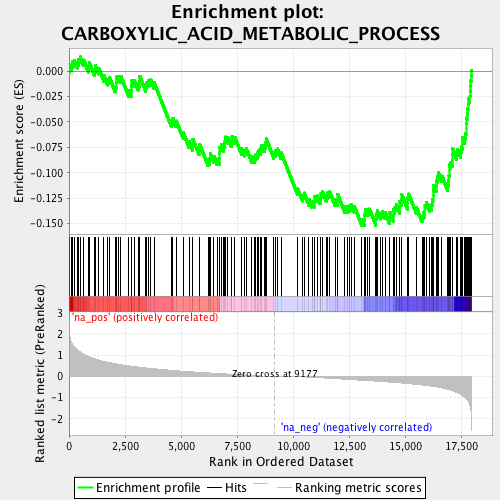 Enrichment plot:
CARBOXYLIC_ACID_METABOLIC_PROCESS
Enrichment score (ES)
0.000
-0.025
-0.050
-0.075
-0.100
-0.125
-0.150
'na_pos' (positively correlated)
Ranked list metric (PreRanked)
3
2
1
0
-1
-2
Zero cross at 9177
'na_neg' (negatively correlated)
0
2,500
5,000
7,500
10,000
12,500
15,000
17,500
Rank in Ordered Dataset
Enrichment profile
Hits
Ranking metric scores